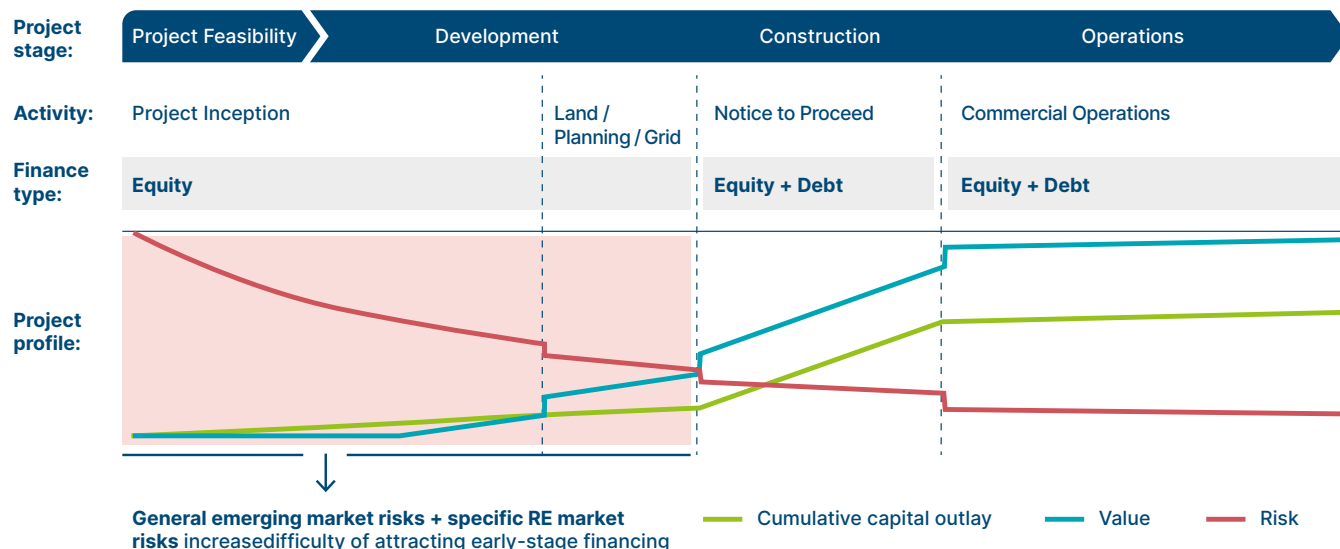 Project
stage:
Project Feasibility
Development
Construction
Operations
Activity:
Project Inception
Land /
Planning / Grid
Notice to Proceed
Commercial Operations
Finance
type:
Equity
Equity + Debt
Equity + Debt
Project
profile:
General emerging market risks + specific RE market
risks increasedifficulty of attracting early-stage financing
Cumulative capital outlay
Value
Risk